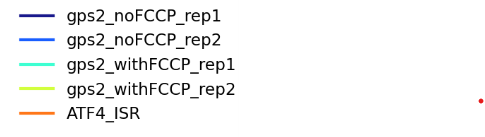 gps2_noFCCP_rep1
gps2_noFCCP_rep2
gps2_withFCCP_rep1
gps2_withFCCP_rep2
ATF4_ISR